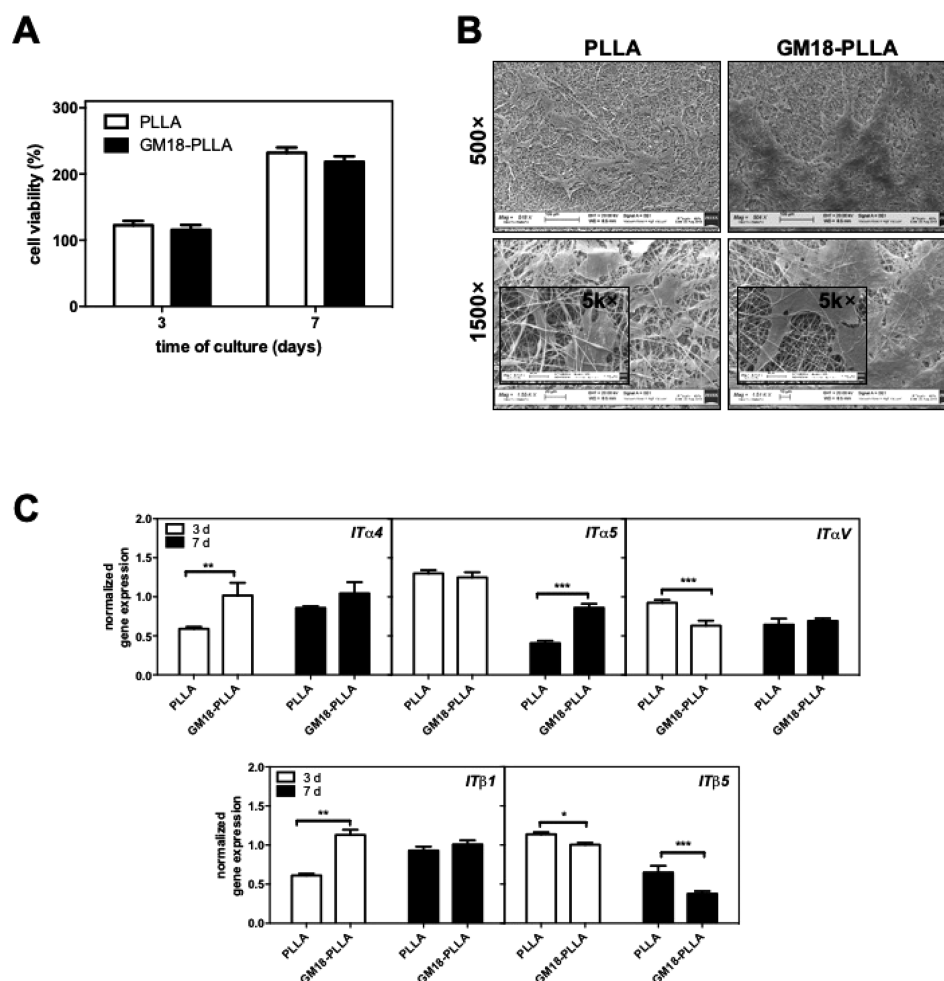 A
300
200
100
0
cell viability (%)
PLLA
GM18-PLLA
3
7
time of culture (days)
B
PLLA
GM18-PLLA
500×
1500×
5k×
5k×
C
2.0
1.5
1.0
0.5
0.0
normalized
gene expression
3 d
7 d
ITα4
ITα5
ITαV
**
***
***
PLLA
GM18-PLLA
PLLA
GM18-PLLA
PLLA
GM18-PLLA
PLLA
GM18-PLLA
PLLA
GM18-PLLA
PLLA
GM18-PLLA
2.0
1.5
1.0
0.5
0.0
normalized
gene expression
3 d
7 d
ITβ1
ITβ5
**
*
***
PLLA
GM18-PLLA
PLLA
GM18-PLLA
PLLA
GM18-PLLA
PLLA
GM18-PLLA